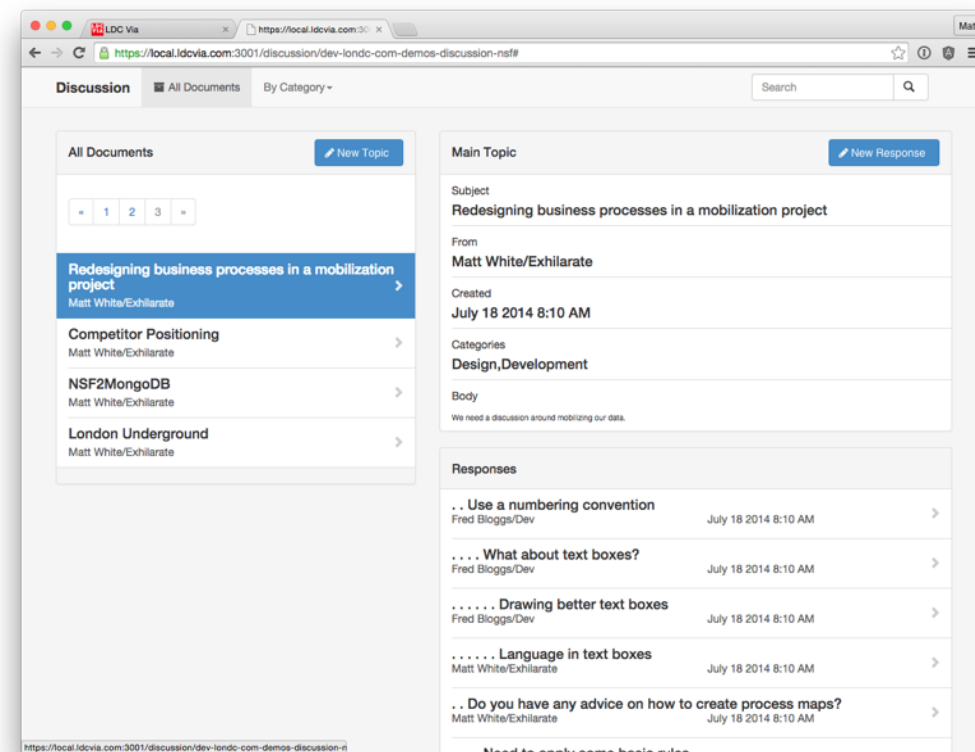 LDC Via
https://local.ldcvia.com:30
Mat
https://local.ldcvia.com:3001/discussion/dev-londc-com-demos-discussion-nsf#
Discussion
All Documents
By Category
Search
All Documents
New Topic
« 1 2 3 »
Redesigning business processes in a mobilization
project
Matt White/Exhilarate
Competitor Positioning
Matt White/Exhilarate
NSF2MongoDB
Matt White/Exhilarate
London Underground
Matt White/Exhilarate
Main Topic
New Response
Subject
Redesigning business processes in a mobilization project
From
Matt White/Exhilarate
Created
July 18 2014 8:10 AM
Categories
Design,Development
Body
We need a discussion around mobilizing our data.
Responses
. . Use a numbering convention
Fred Bloggs/Dev July 18 2014 8:10 AM
. . . . What about text boxes?
Fred Bloggs/Dev July 18 2014 8:10 AM
. . . . . . Drawing better text boxes
Fred Bloggs/Dev July 18 2014 8:10 AM
. . . . . . Language in text boxes
Matt White/Exhilarate July 18 2014 8:10 AM
. . Do you have any advice on how to create process maps?
Matt White/Exhilarate July 18 2014 8:10 AM
. . . . Need to apply some basic rules
https://local.ldcvia.com:3001/discussion/dev-londc-com-demos-discussion-n